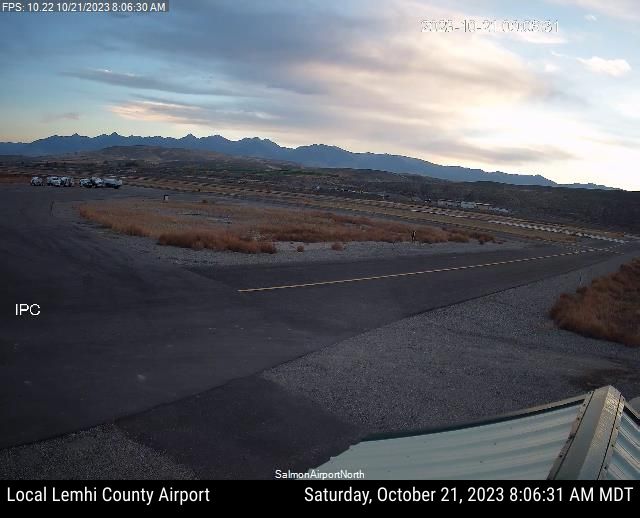 FPS: 10.22 10/21/2023 8:06:30 AM
IPC
SalmonAirportNorth
Local Lemhi County Airport
Saturday, October 21, 2023 8:06:31 AM MDT